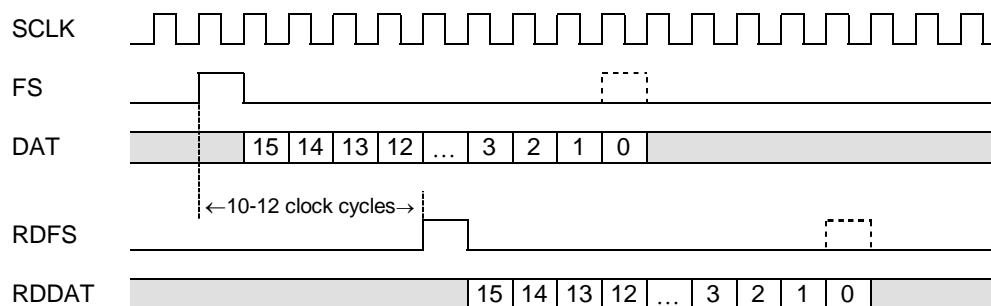 SCLK
FS
DAT 15 14 13 12 ... 3 2 1 0
←10-12 clock cycles→
RDFS
RDDAT 15 14 13 12 ... 3 2 1 0